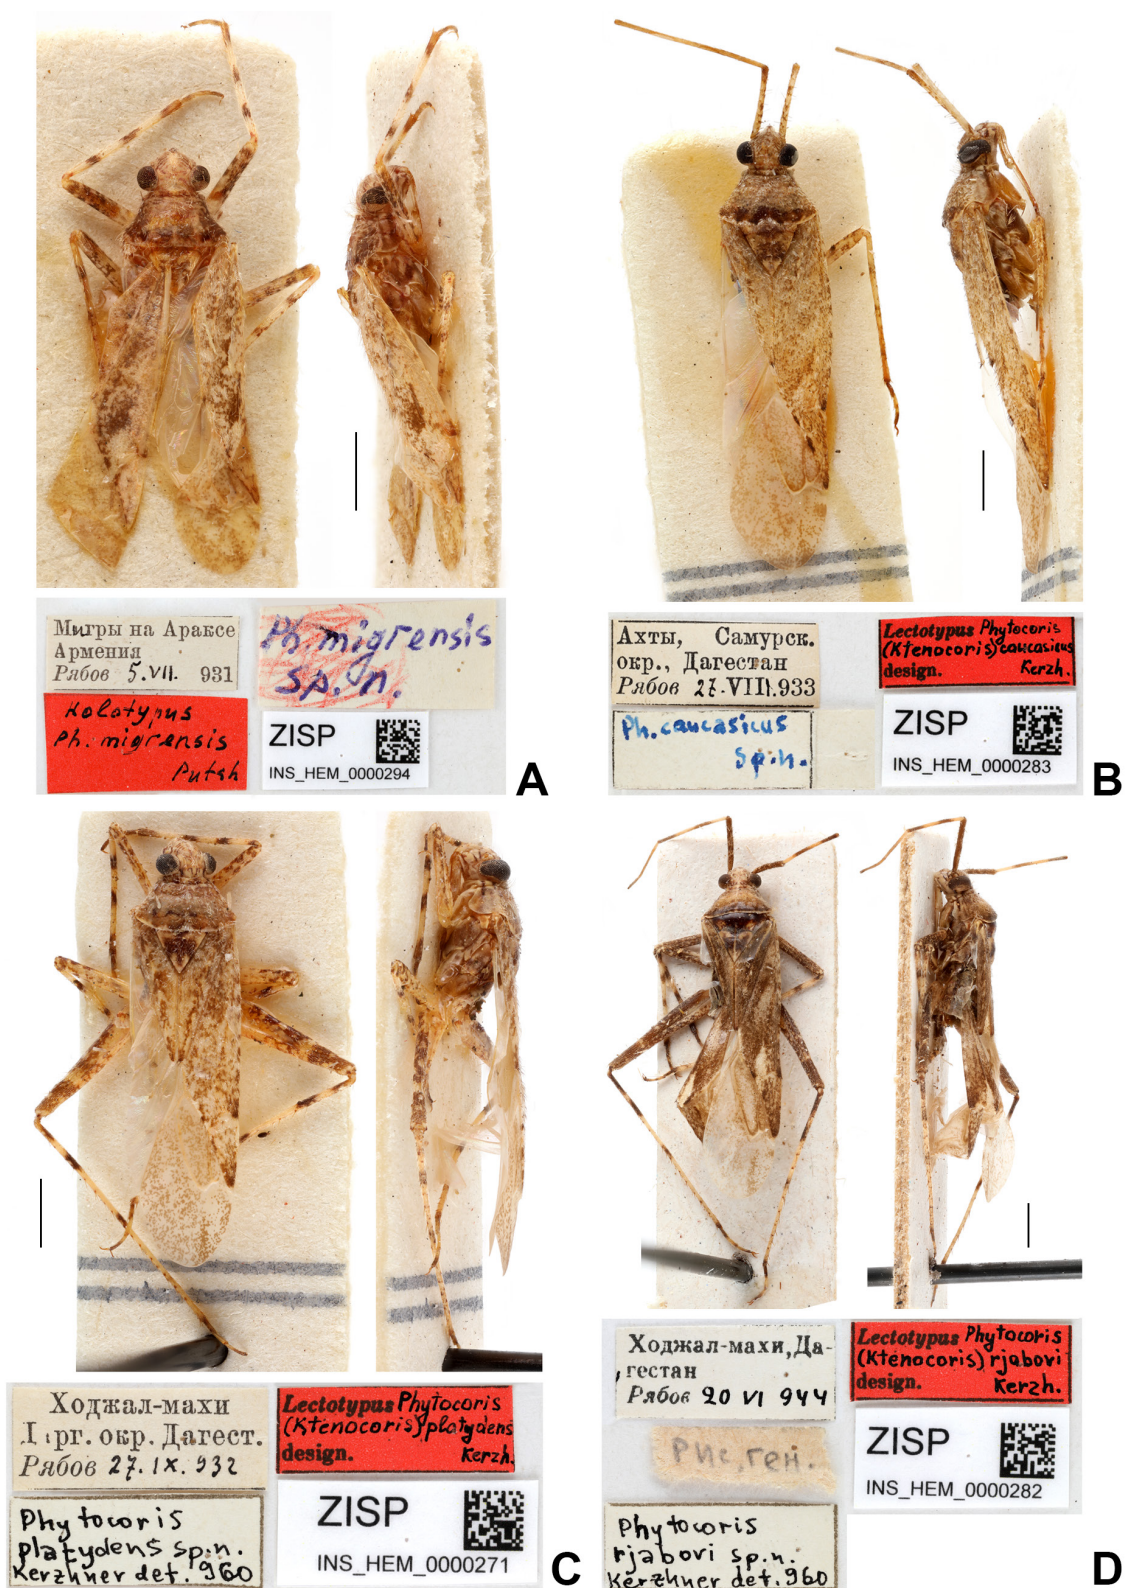 Мигры на Араксе
Армения
Рябов 5.VII. 931
Ph. migrensis
sp. n.
Holotypus
Ph. migrensis
Putsh
ZISP
INS_HEM_0000294
A
Ахты, Самурск.
окр., Дагестан
Рябов 27.VIII.933
Lectotypus Phytocoris
(Ktenocoris) caucasicus
design. Kerzh.
Ph. caucasicus
sp. n.
ZISP
INS_HEM_0000283
B
Ходжал-махи
рг. окр. Дагест.
Рябов 27.IX.932
Lectotypus Phytocoris
(Ktenocoris) platydens
design. Kerzh.
Phytocoris
platydens sp. n.
Kerzhner det. 960
ZISP
INS_HEM_0000271
C
Ходжал-махи, Да-
гестан
Рябов 20 VI 944
Lectotypus Phytocoris
(Ktenocoris) rjabovi
design. Kerzh.
Рис. ген.
ZISP
INS_HEM_0000282
Phytocoris
rjabovi sp. n.
Kerzhner det. 960
D